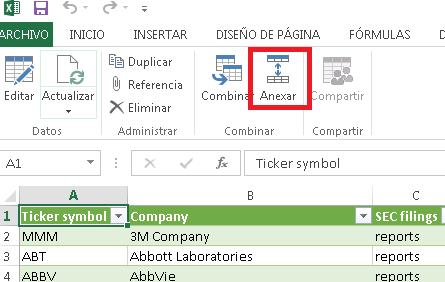 ARCHIVO INICIO INSERTAR DISEÑO DE PÁGINA FÓRMULAS
Editar Actualizar
Duplicar
Referencia
Eliminar
Combinar Anexar Compartir
Datos Administrar Combinar Compartir
A1 fx Ticker symbol
A B C
1 Ticker symbol Company SEC filings
2 MMM 3M Company reports
3 ABT Abbott Laboratories reports
4 ABBV AbbVie reports